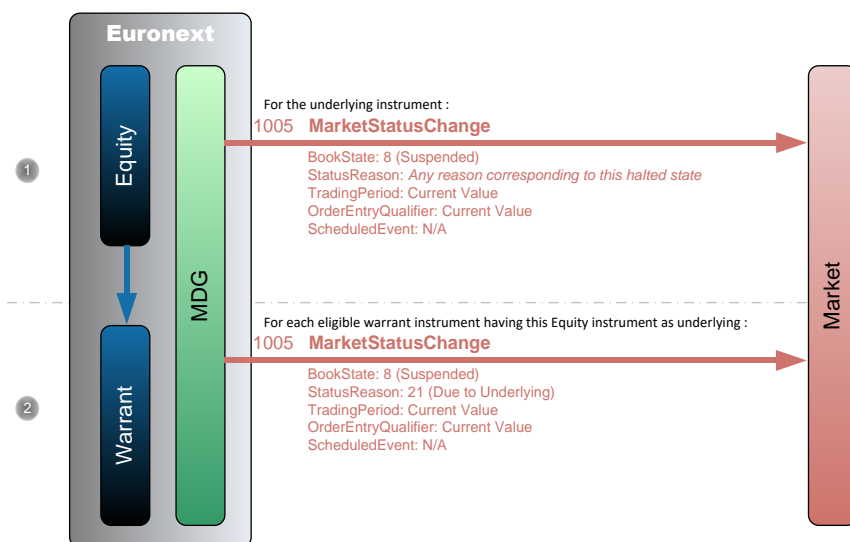 Euronext
Equity
MDG
Warrant
Market
1
For the underlying instrument :
1005 MarketStatusChange
BookState: 8 (Suspended)
StatusReason: Any reason corresponding to this halted state
TradingPeriod: Current Value
OrderEntryQualifier: Current Value
ScheduledEvent: N/A
2
For each eligible warrant instrument having this Equity instrument as underlying :
1005 MarketStatusChange
BookState: 8 (Suspended)
StatusReason: 21 (Due to Underlying)
TradingPeriod: Current Value
OrderEntryQualifier: Current Value
ScheduledEvent: N/A